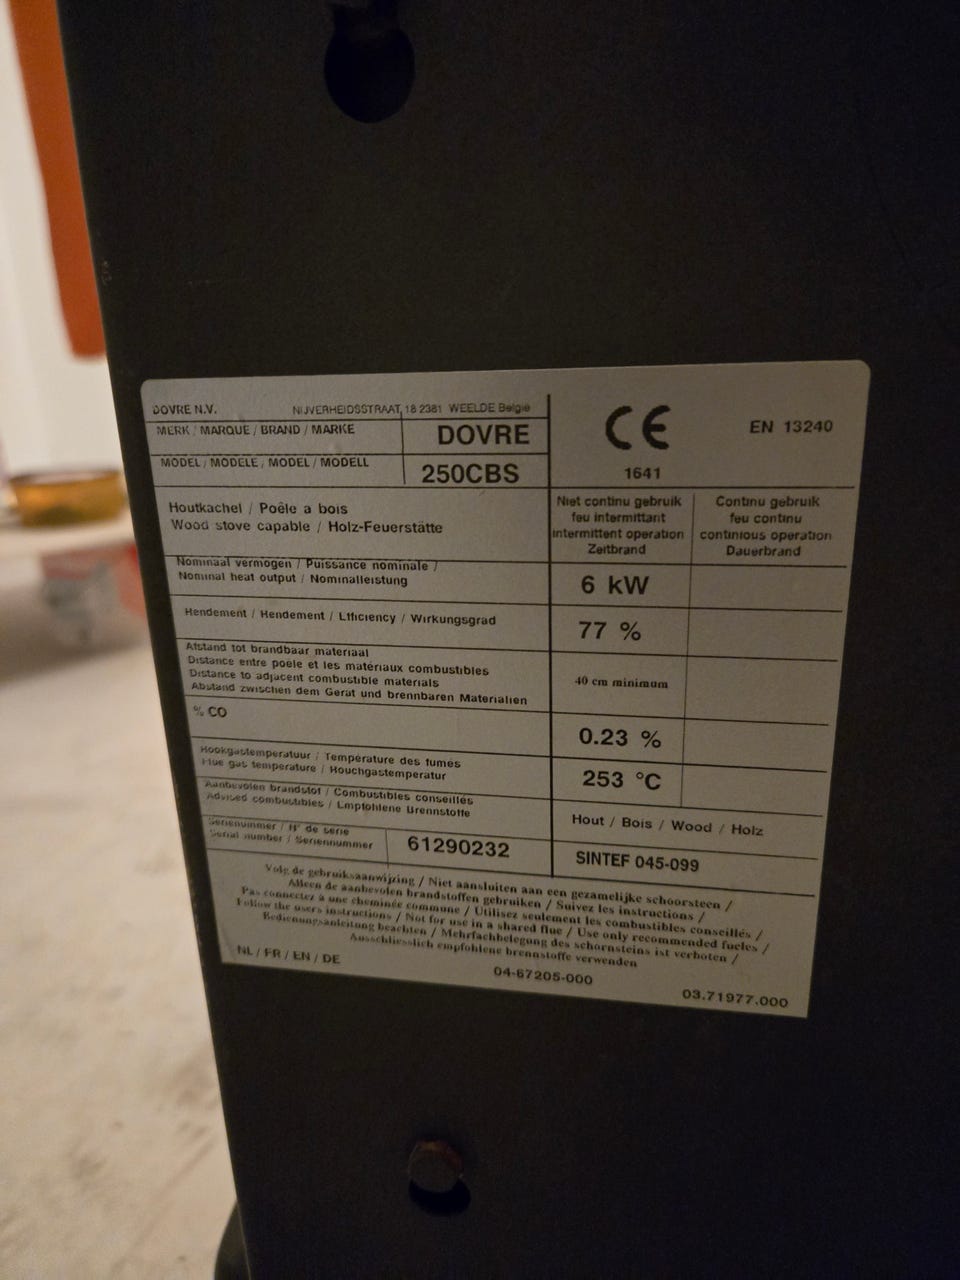 DOVRE N.V. NIJVERHEIDSSTRAAT 18 2381 WEELDE België
MERK / MARQUE / BRAND / MARKE DOVRE
MODEL / MODELE / MODEL / MODELL 250CBS
CE EN 13240
1641
Houtkachel / Poêle a bois
Wood stove capable / Holz-Feuerstätte
Niet continu gebruik
feu intermittant
intermittent operation
Zeitbrand
Continu gebruik
feu continu
continious operation
Dauerbrand
Nominaal vermogen / Puissance nominale /
Nominal heat output / Nominalleistung
6 kW
Rendement / Rendement / Efficiency / Wirkungsgrad
77 %
Afstand tot brandbaar materiaal
Distance entre poele et les matériaux combustibles
Distance to adjacent combustible materials
Abstand zwischen dem Gerät und brennbaren Materialien
40 cm minimum
% CO 0.23 %
Rookgastemperatuur / Température des fumés
Flue gas temperature / Rouchgastemperatur
253 °C
Aanbevolen brandstof / Combustibles conseillés
Advised combustibles / Empfohlene Brennstoffe
Hout / Bois / Wood / Holz
Serienummer / N° de série
Serial number / Seriennummer
61290232
SINTEF 045-099
Volg de gebruiksaanwijzing / Niet aansluiten aan een gezamelijke schoorsteen /
Alleen de aanbevolen brandstoffen gebruiken / Suivez les instructions /
Pas connectez à une cheminée commune / Utilisez seulement les combustibles conseillés /
Follow the users instructions / Not for use in a shared flue / Use only recommended fueles /
Bedienungsanleitung beachten / Mehrfachbelegung des schornsteins ist verboten /
Ausschliesslich empfohlene brennstoffe verwenden
NL / FR / EN / DE
04-67205-000
03.71977.000